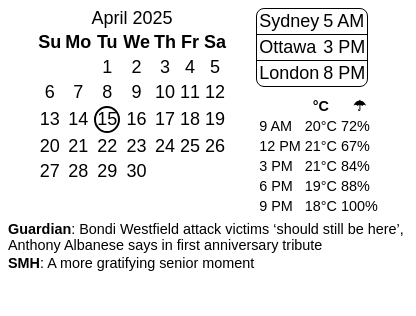 April 2025
Su Mo Tu We Th Fr Sa
1 2 3 4 5
6 7 8 9 10 11 12
13 14 15 16 17 18 19
20 21 22 23 24 25 26
27 28 29 30
Sydney 5 AM
Ottawa 3 PM
London 8 PM
°C ☂
9 AM 20°C 72%
12 PM 21°C 67%
3 PM 21°C 84%
6 PM 19°C 88%
9 PM 18°C 100%
Guardian: Bondi Westfield attack victims ‘should still be here’,
Anthony Albanese says in first anniversary tribute
SMH: A more gratifying senior moment